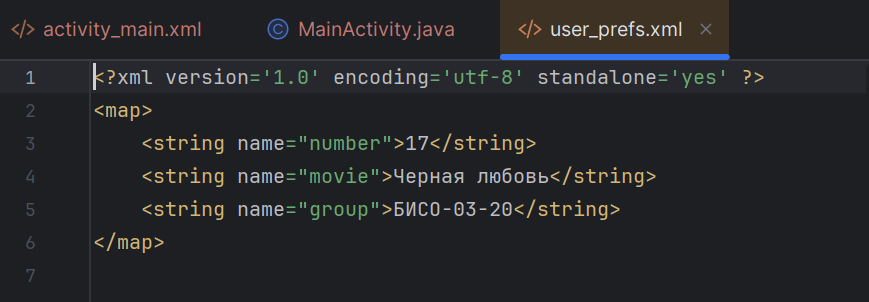 activity_main.xml MainActivity.java user_prefs.xml
1 <?xml version='1.0' encoding='utf-8' standalone='yes' ?>
2 <map>
3     <string name="number">17</string>
4     <string name="movie">Черная любовь</string>
5     <string name="group">БИСО-03-20</string>
6 </map>
7